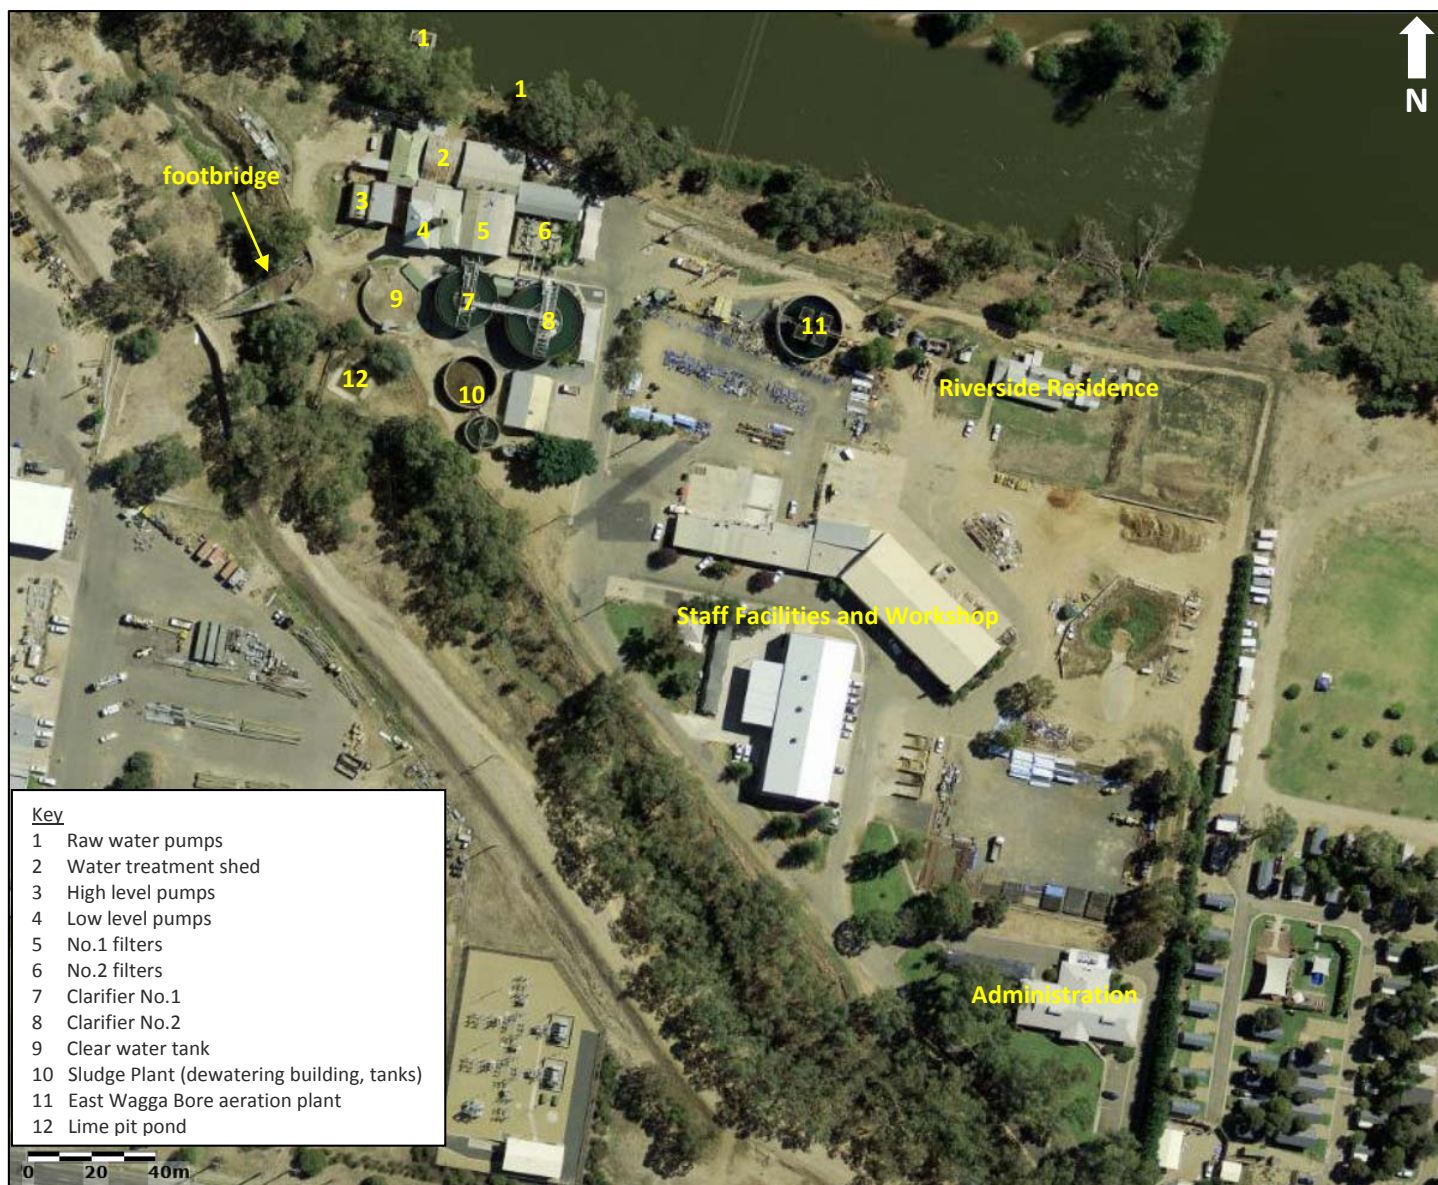 1
N
1
2
footbridge
3
4
5
6
9
7
8
11
12
10
Riverside Residence
Staff Facilities and Workshop
Administration
Key
1 Raw water pumps
2 Water treatment shed
3 High level pumps
4 Low level pumps
5 No.1 filters
6 No.2 filters
7 Clarifier No.1
8 Clarifier No.2
9 Clear water tank
10 Sludge Plant (dewatering building, tanks)
11 East Wagga Bore aeration plant
12 Lime pit pond
0 20 40m